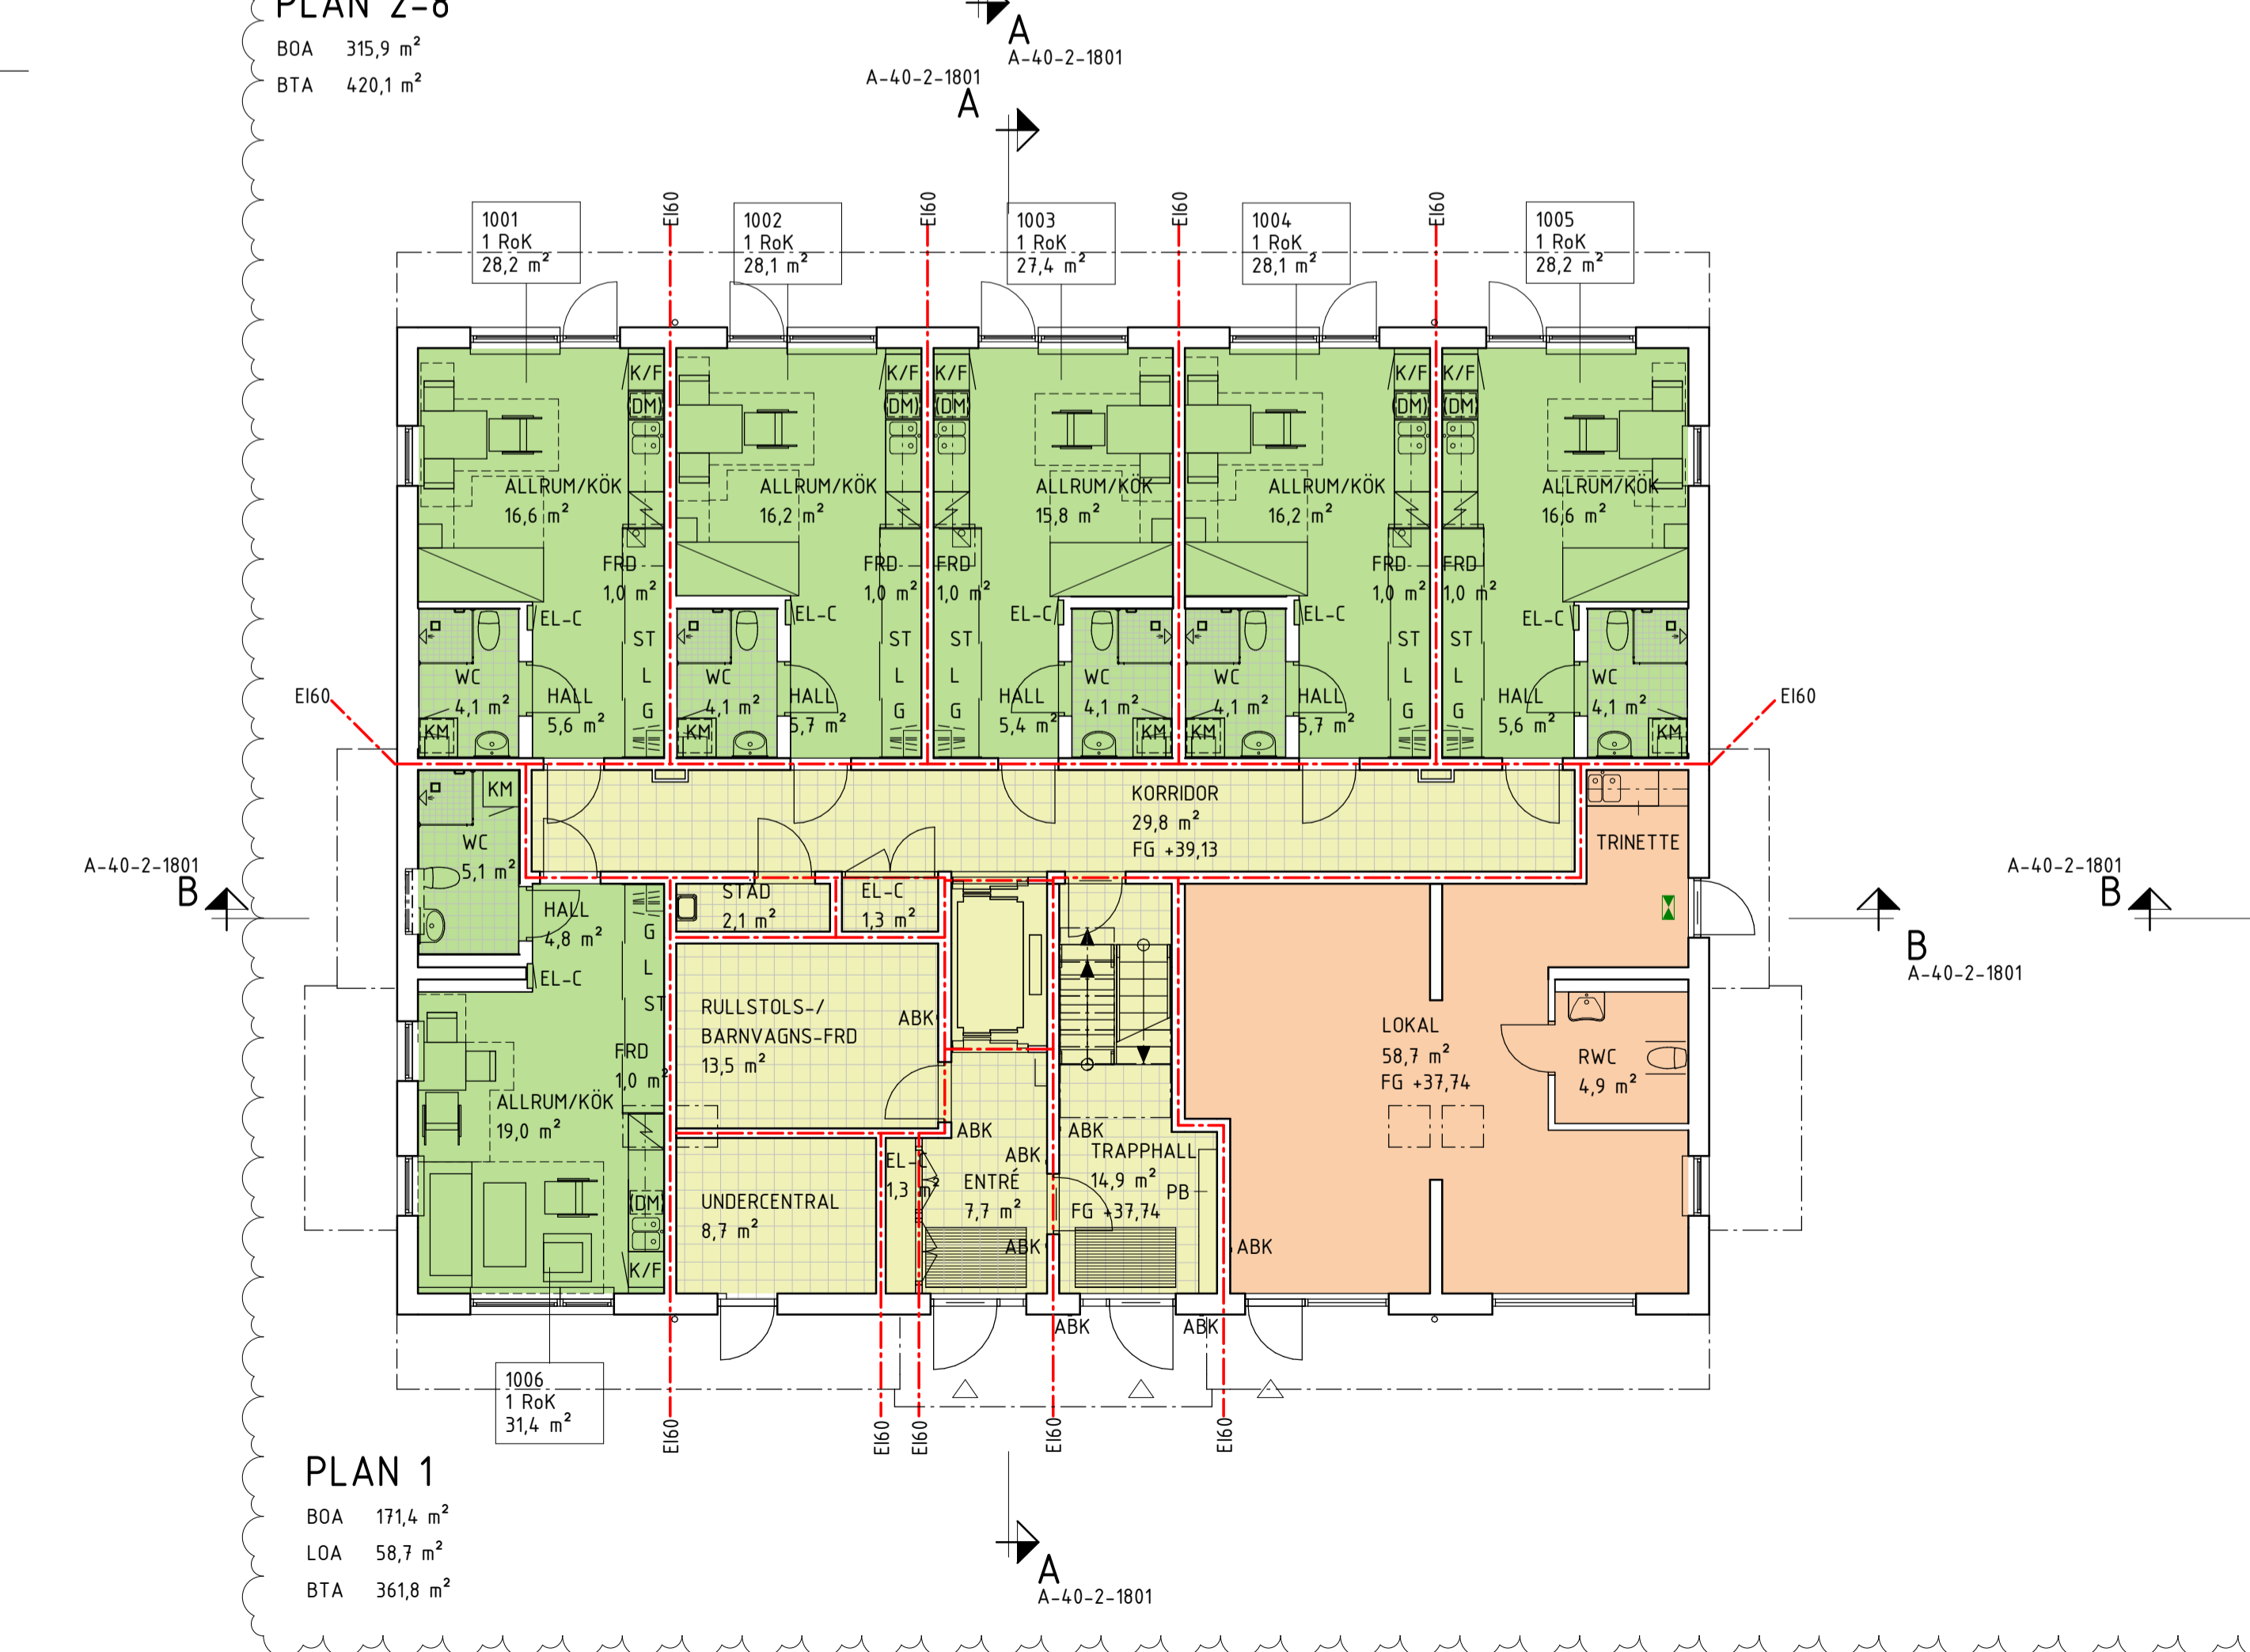 PLAN 2-8
BOA 315,9 m²
BTA 420,1 m²
A
A-40-2-1801
A-40-2-1801
A
1001
1 RoK
28,2 m²
EI60
1002
1 RoK
28,1 m²
EI60
1003
1 RoK
27,4 m²
EI60
1004
1 RoK
28,1 m²
EI60
1005
1 RoK
28,2 m²
K/F
(DM)
ALLRUM/KÖK
16,6 m²
FRD
1,0 m²
EL-C
ST
L
G
WC
4,1 m²
KM
HALL
5,6 m²
K/F
(DM)
ALLRUM/KÖK
16,2 m²
FRD
1,0 m²
EL-C
ST
L
G
WC
4,1 m²
KM
HALL
5,7 m²
K/F
(DM)
ALLRUM/KÖK
15,8 m²
FRD
1,0 m²
EL-C
ST
L
G
HALL
5,4 m²
WC
4,1 m²
KM
K/F
(DM)
ALLRUM/KÖK
16,2 m²
FRD
1,0 m²
EL-C
ST
L
G
WC
4,1 m²
KM
HALL
5,7 m²
K/F
(DM)
ALLRUM/KÖK
16,6 m²
FRD
1,0 m²
EL-C
ST
L
G
HALL
5,6 m²
WC
4,1 m²
KM
EI60
EI60
KM
WC
5,1 m²
KORRIDOR
29,8 m²
FG +39,13
TRINETTE
A-40-2-1801
B
A-40-2-1801
B
B
A-40-2-1801
HALL
4,8 m²
G
L
ST
EL-C
STÄD
2,1 m²
EL-C
1,3 m²
RULLSTOLS-/
BARNVAGNS-FRD
13,5 m²
ABK
FRD
1,0 m²
ALLRUM/KÖK
19,0 m²
(DM)
K/F
LOKAL
58,7 m²
FG +37,74
RWC
4,9 m²
UNDERCENTRAL
8,7 m²
EL-C
1,3 m²
ABK
ABK
ENTRÉ
7,7 m²
ABK
ABK
TRAPPHALL
14,9 m²
PB
FG +37,74
ABK
ABK
ABK
1006
1 RoK
31,4 m²
EI60
EI60
EI60
EI60
EI60
PLAN 1
BOA 171,4 m²
LOA 58,7 m²
BTA 361,8 m²
A
A-40-2-1801